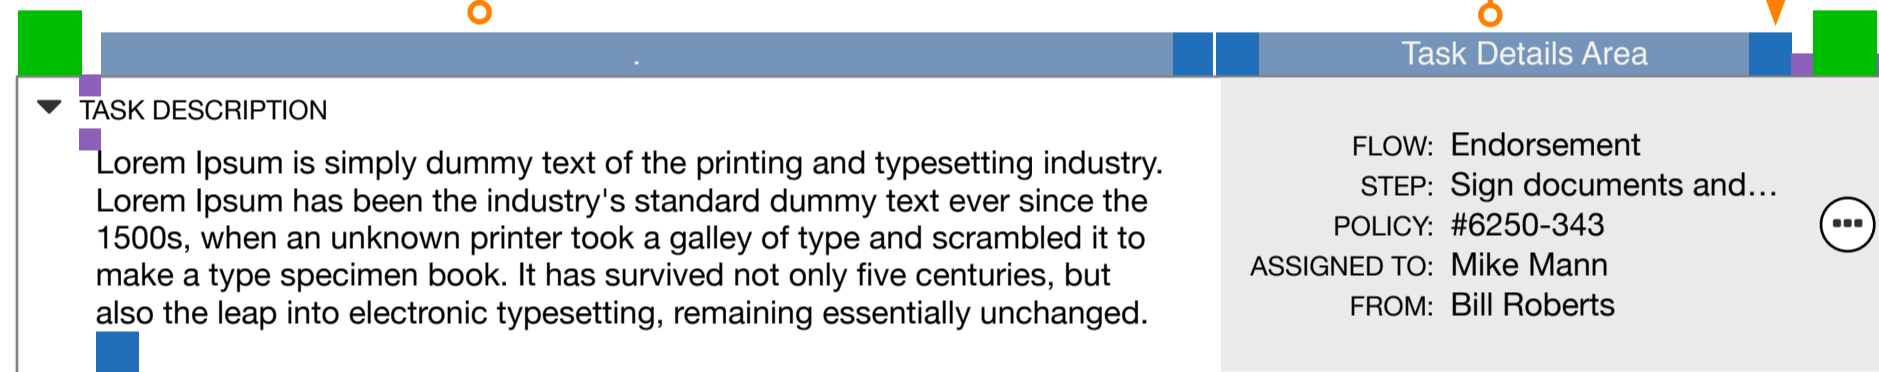 .
Task Details Area
TASK DESCRIPTION
Lorem Ipsum is simply dummy text of the printing and typesetting industry.
Lorem Ipsum has been the industry's standard dummy text ever since the
1500s, when an unknown printer took a galley of type and scrambled it to
make a type specimen book. It has survived not only five centuries, but
also the leap into electronic typesetting, remaining essentially unchanged.
FLOW: Endorsement
STEP: Sign documents and...
POLICY: #6250-343
ASSIGNED TO: Mike Mann
FROM: Bill Roberts